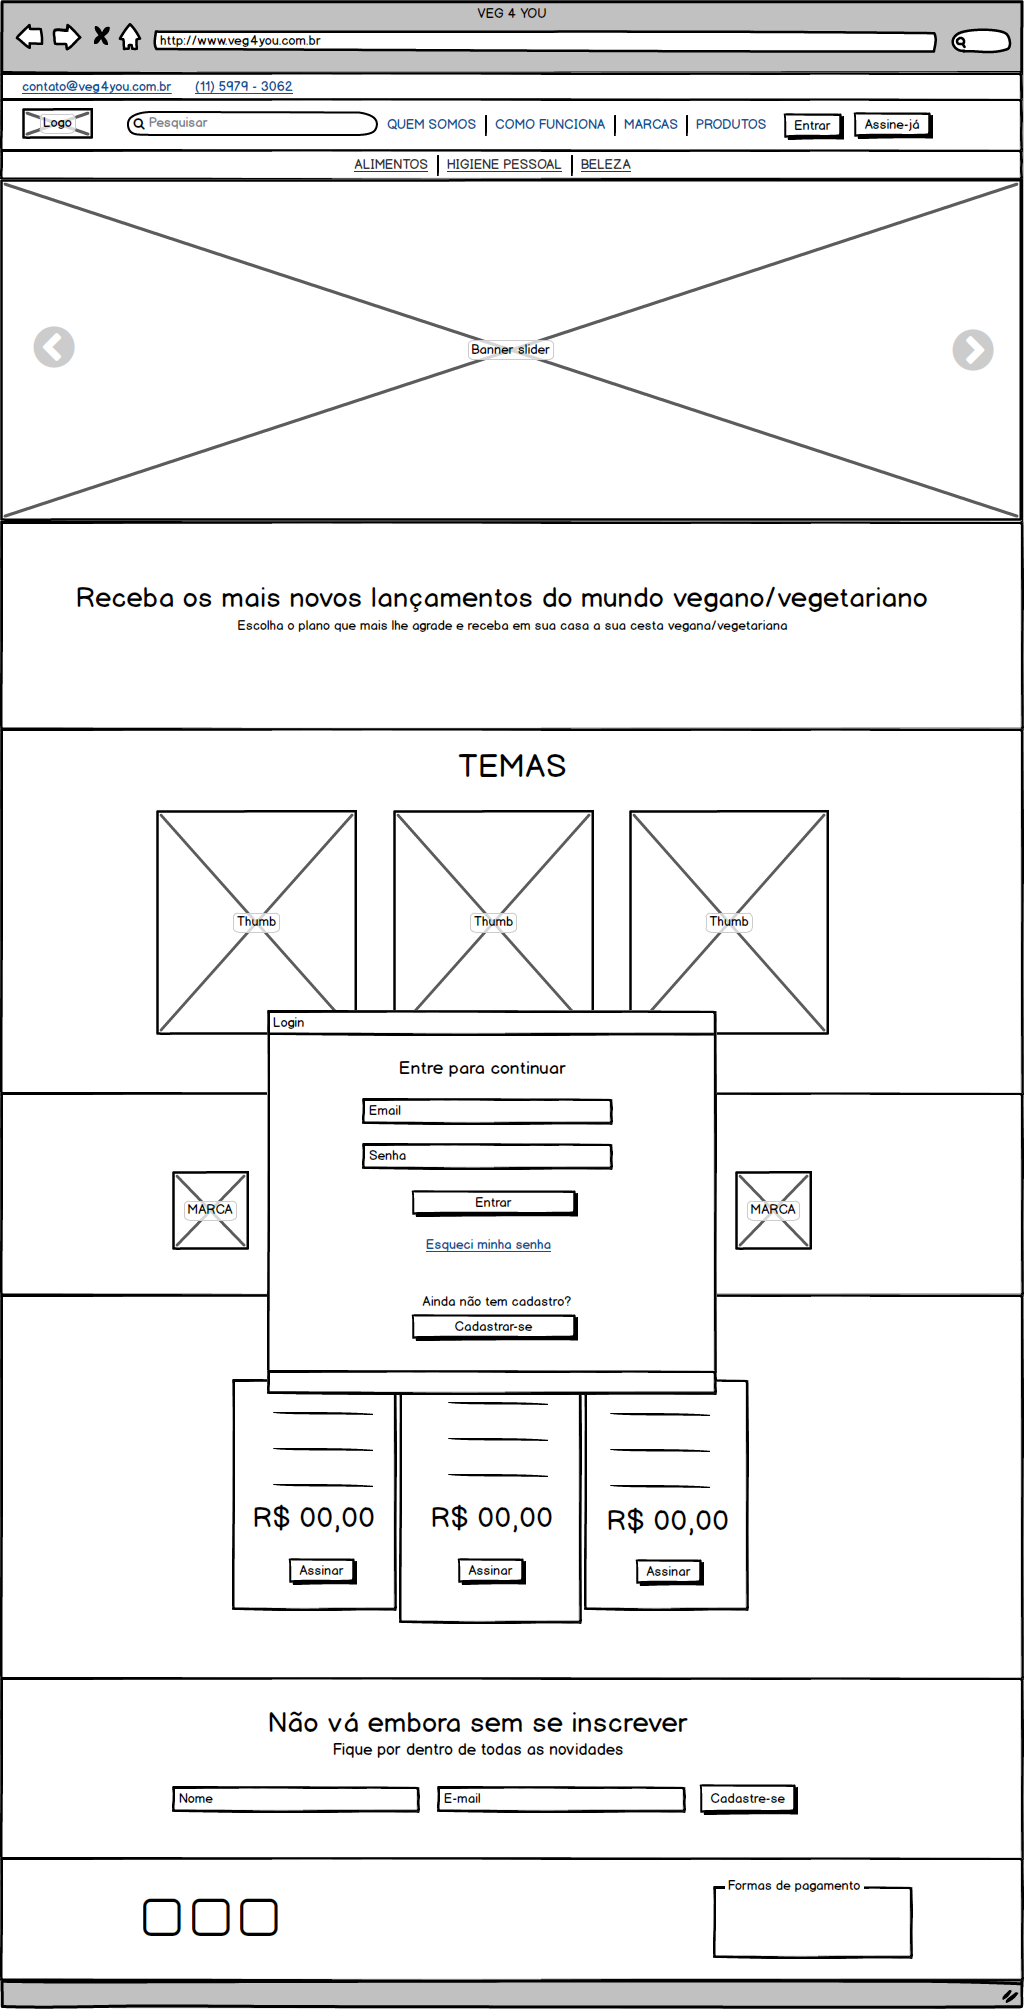 VEG 4 YOU
http://www.veg4you.com.br
contato@veg4you.com.br (11) 5979 - 3062
Logo Pesquisar QUEM SOMOS COMO FUNCIONA MARCAS PRODUTOS Entrar Assine-já
ALIMENTOS HIGIENE PESSOAL BELEZA
Banner slider
Receba os mais novos lançamentos do mundo vegano/vegetariano
Escolha o plano que mais lhe agrade e receba em sua casa a sua cesta vegana/vegetariana
TEMAS
Thumb Thumb Thumb
Login
Entre para continuar
Email
Senha
Entrar
MARCA MARCA
Esqueci minha senha
Ainda não tem cadastro?
Cadastrar-se
R$ 00,00 R$ 00,00 R$ 00,00
Assinar Assinar Assinar
Não vá embora sem se inscrever
Fique por dentro de todas as novidades
Nome E-mail Cadastre-se
Formas de pagamento